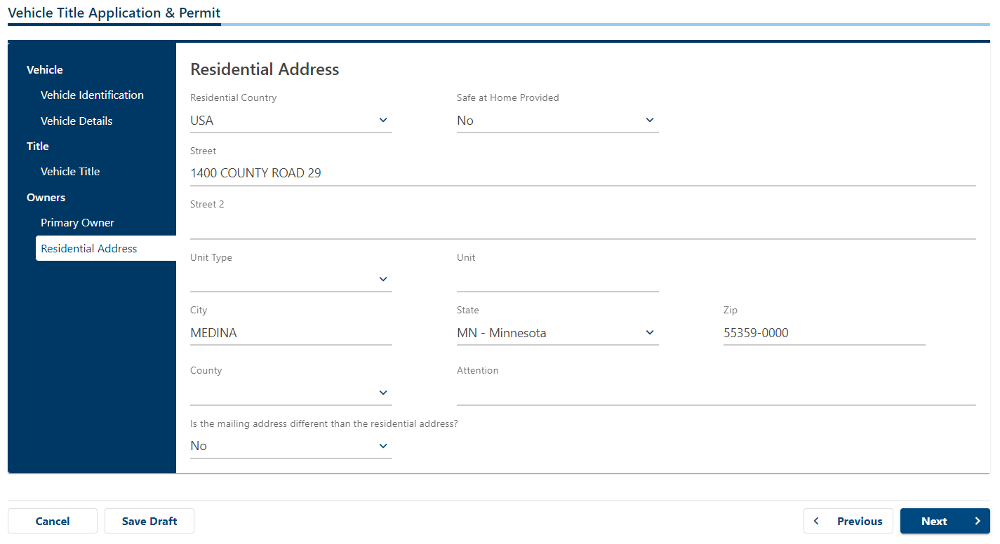 Vehicle Title Application & Permit
Vehicle
Vehicle Identification
Vehicle Details
Title
Vehicle Title
Owners
Primary Owner
Residential Address
Residential Address
Residential Country
Safe at Home Provided
USA
No
Street
1400 COUNTY ROAD 29
Street 2
Unit Type
Unit
City
State
Zip
MEDINA
MN - Minnesota
55359-0000
County
Attention
Is the mailing address different than the residential address?
No
Cancel
Save Draft
Previous
Next